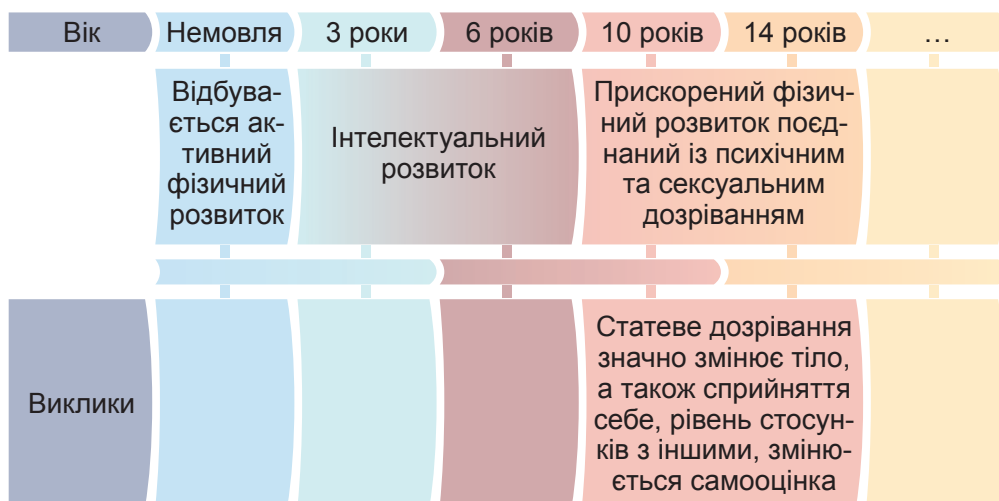 Вік
Немовля
3 роки
6 років
10 років
14 років
...
Відбува-
ється ак-
тивний
фізичний
розвиток
Інтелектуальний
розвиток
Прискорений фізич-
ний розвиток поєд-
наний із психічним
та сексуальним
дозріванням
Виклики
Статеве дозрівання
значно змінює тіло,
а також сприйняття
себе, рівень стосун-
ків з іншими, зміню-
ється самооцінка